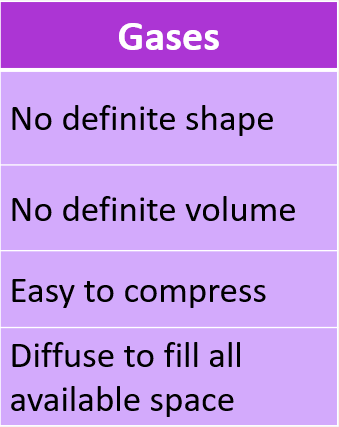 Gases
No definite shape
No definite volume
Easy to compress
Diffuse to fill all
available space